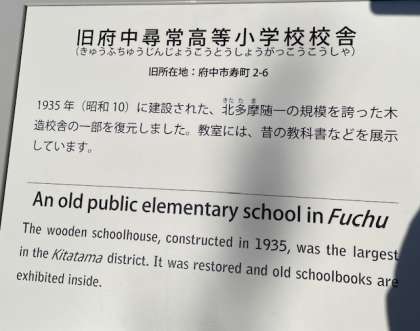 旧府中尋常高等小学校校舎
（きゅうふちゅうじんじょうこうとうしょうがっこうこうしゃ）
旧所在地：府中市寿町 2-6
きた た ま
1935 年（昭和 10）に建設された、北多摩随一の規模を誇った木
造校舎の一部を復元しました。教室には、昔の教科書などを展示
しています。
An old public elementary school in Fuchu
The wooden schoolhouse, constructed in 1935, was the largest
in the Kitatama district. It was restored and old schoolbooks are
exhibited inside.